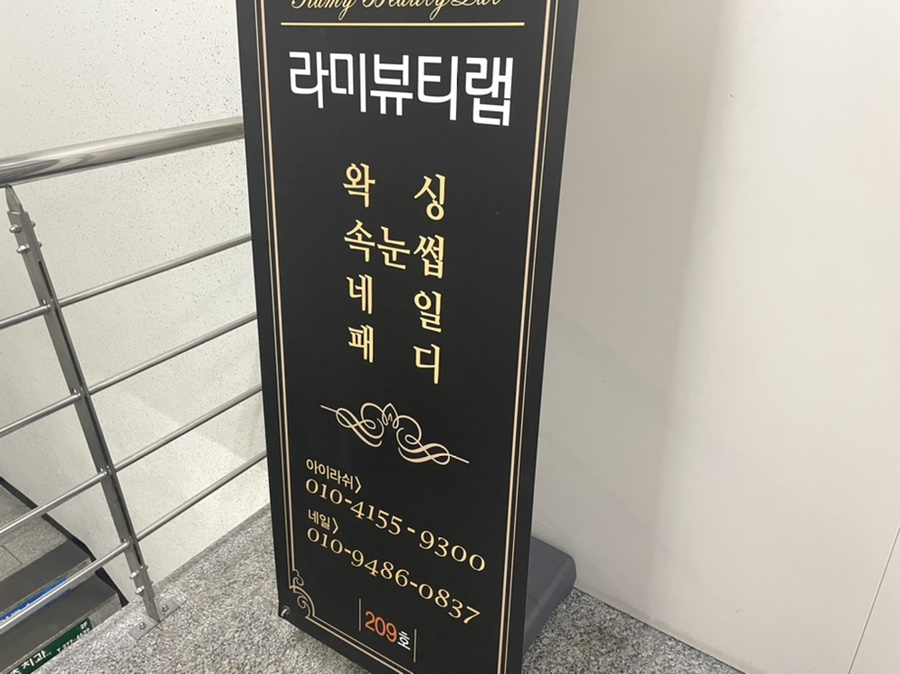 라미뷰티랩
왁 싱
속눈썹
네 일
패 디
아이라쉬〉
010-4155-9300
네일〉
010-9486-0837
209호